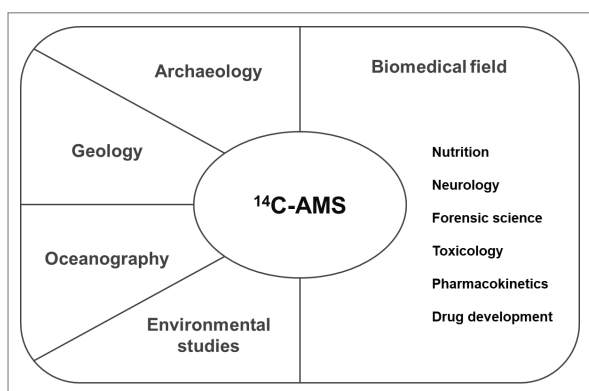 Archaeology
Biomedical field
Geology
Nutrition
Neurology
¹⁴C-AMS
Forensic science
Toxicology
Oceanography
Pharmacokinetics
Drug development
Environmental
studies